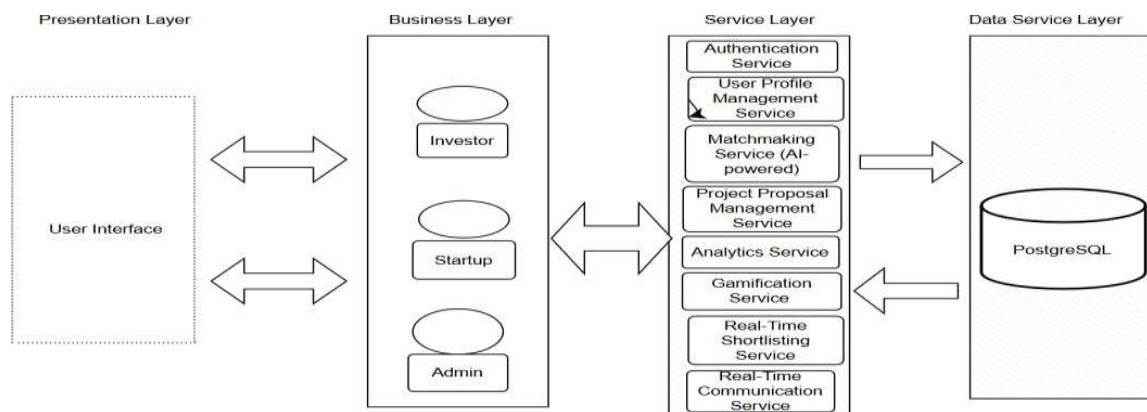 Presentation Layer
Business Layer
Service Layer
Data Service Layer
User Interface
Investor
Startup
Admin
Authentication
Service
User Profile
Management
Service
Matchmaking
Service (AI-
powered)
Project Proposal
Management
Service
Analytics Service
Gamification
Service
Real-Time
Shortlisting
Service
Real-Time
Communication
Service
PostgreSQL